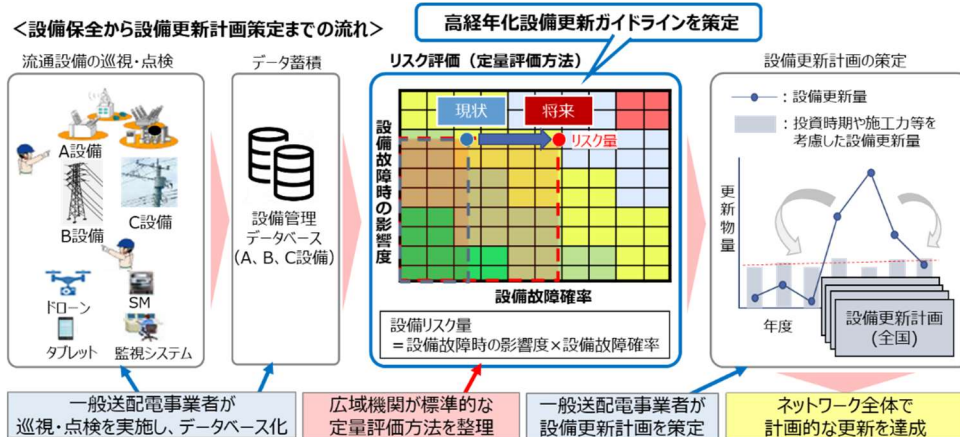 ＜設備保全から設備更新計画策定までの流れ＞
高経年化設備更新ガイドラインを策定
流通設備の巡視・点検
A設備
B設備
C設備
ドローン
SM
タブレット
監視システム
データ蓄積
設備管理
データベース
(A、B、C設備)
リスク評価（定量評価方法）
現状
将来
リスク量
設備故障時の影響度
設備故障確率
設備リスク量
＝設備故障時の影響度×設備故障確率
設備更新計画の策定
：設備更新量
：投資時期や施工力等を
考慮した設備更新量
更新物量
年度
設備更新計画
(全国)
一般送配電事業者が
巡視・点検を実施し、データベース化
広域機関が標準的な
定量評価方法を整理
一般送配電事業者が
設備更新計画を策定
ネットワーク全体で
計画的な更新を達成